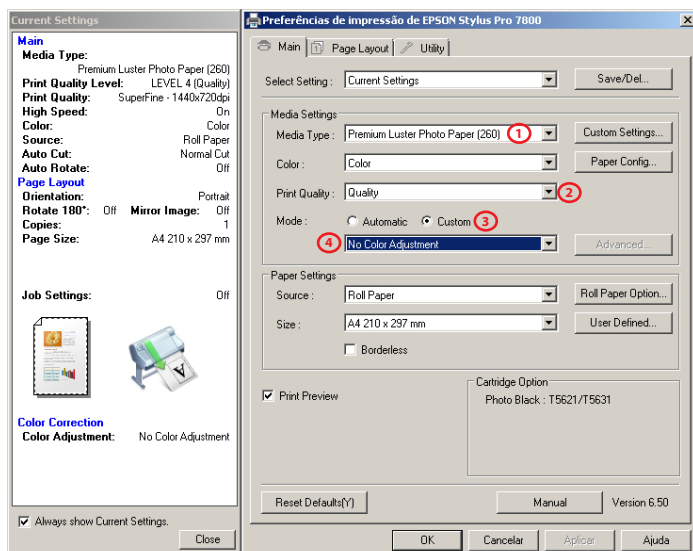 Current Settings
Main
Media Type:
Premium Luster Photo Paper (260)
Print Quality Level: LEVEL 4 (Quality)
Print Quality: SuperFine - 1440x720dpi
High Speed: On
Color: Color
Source: Roll Paper
Auto Cut: Normal Cut
Auto Rotate: Off
Page Layout
Orientation: Portrait
Rotate 180°: Off Mirror Image: Off
Copies: 1
Page Size: A4 210 x 297 mm
Job Settings: Off
A
Color Correction
Color Adjustment: No Color Adjustment
Always show Current Settings.
Close
Preferências de impressão de EPSON Stylus Pro 7800
Main Page Layout Utility
Select Setting : Current Settings Save/Del...
Media Settings
Media Type : Premium Luster Photo Paper (260) 1 Custom Settings...
Color : Color Paper Config...
Print Quality : Quality 2
Mode : Automatic Custom 3
4 No Color Adjustment Advanced...
Paper Settings
Source : Roll Paper Roll Paper Option...
Size : A4 210 x 297 mm User Defined...
Borderless
Print Preview
Cartridge Option
Photo Black : T5621/T5631
Reset Defaults(Y) Manual Version 6.50
OK Cancelar Aplicar Ajuda